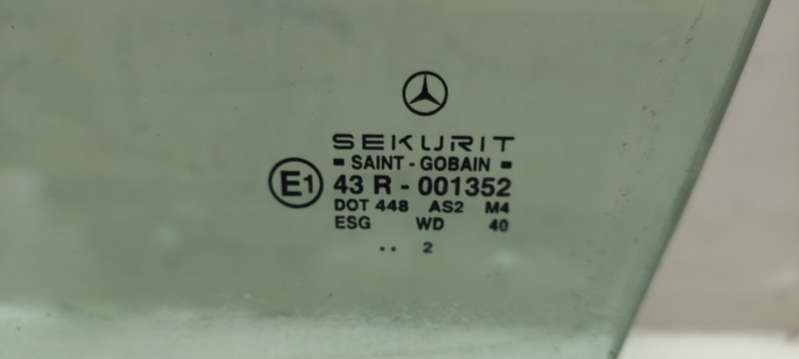 SEKURIT
▪ SAINT - GOBAIN ▪
E1 43 R - 001352
DOT 448 AS2 M4
ESG WD 40
.. 2